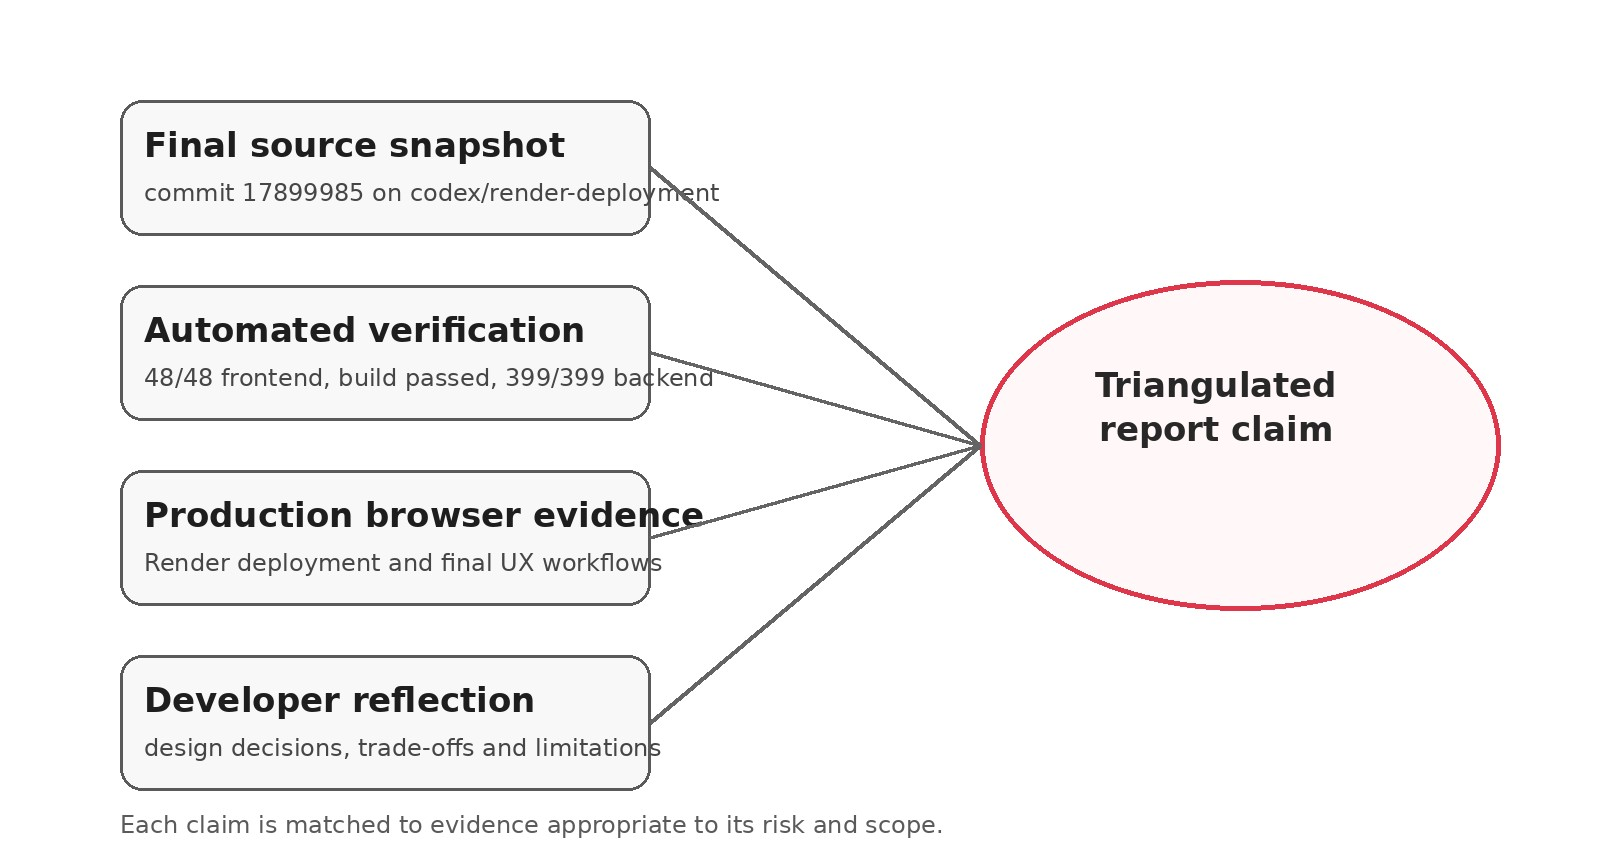 Final source snapshot
commit 17899985 on codex/render-deployment
Automated verification
48/48 frontend, build passed, 399/399 backend
Production browser evidence
Render deployment and final UX workflows
Developer reflection
design decisions, trade-offs and limitations
Triangulated
report claim
Each claim is matched to evidence appropriate to its risk and scope.